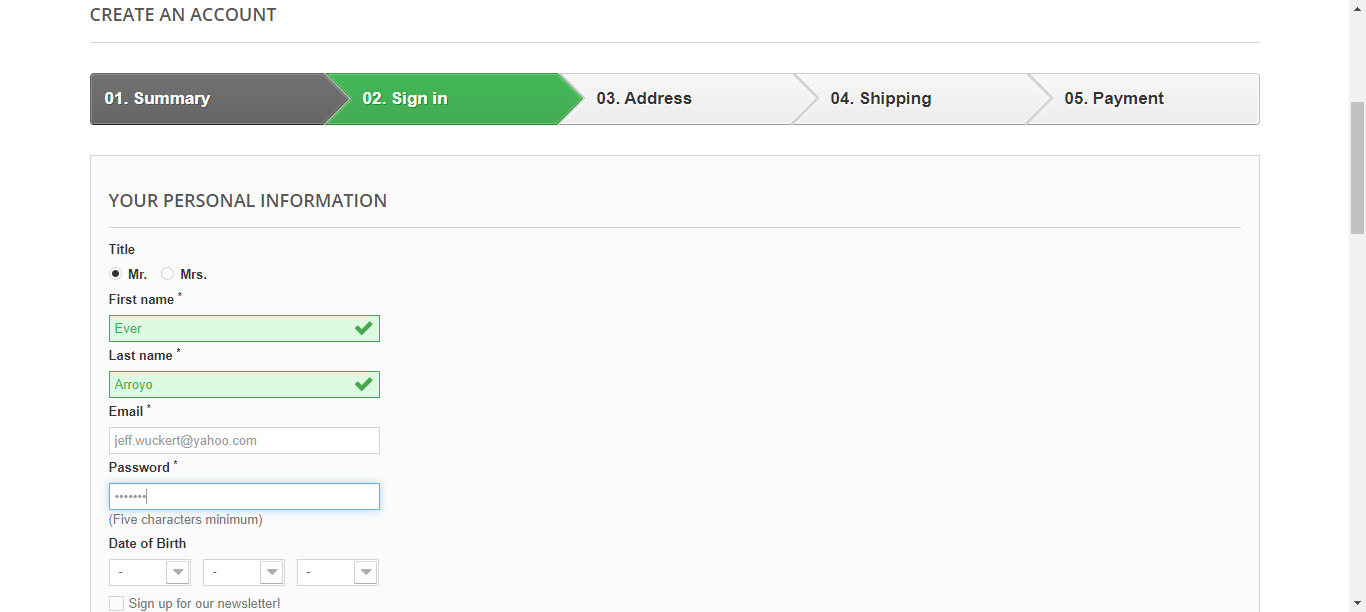 CREATE AN ACCOUNT
01. Summary 02. Sign in 03. Address 04. Shipping 05. Payment
YOUR PERSONAL INFORMATION
Title
Mr. Mrs.
First name *
Ever
Last name *
Arroyo
Email *
jeff.wuckert@yahoo.com
Password *
•••••••
(Five characters minimum)
Date of Birth
- - -
Sign up for our newsletter!